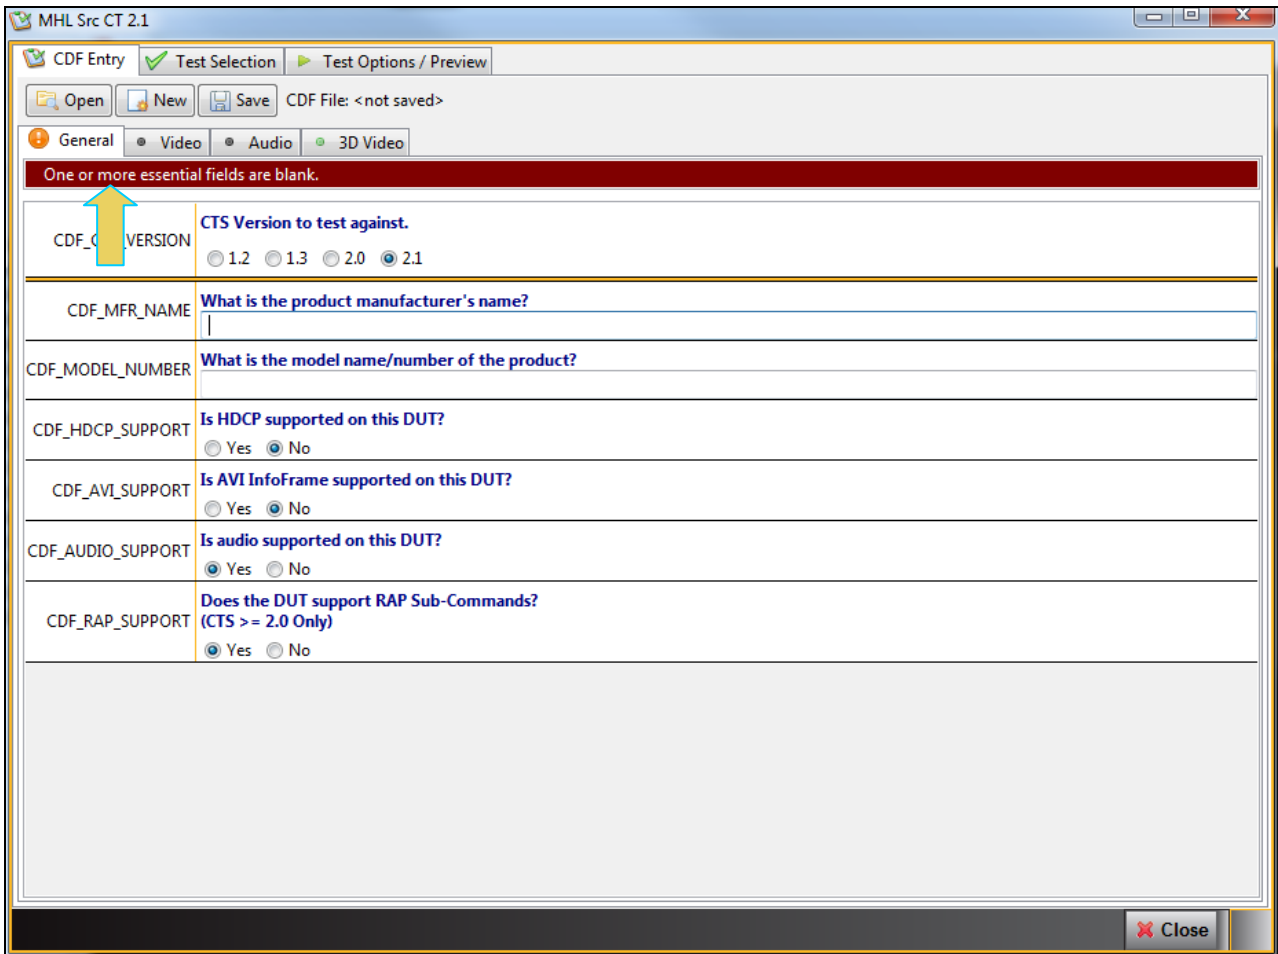 MHL Src CT 2.1
CDF Entry Test Selection Test Options / Preview
Open New Save CDF File: <not saved>
General Video Audio 3D Video
One or more essential fields are blank.
CTS Version to test against.
CDF_C VERSION
1.2 1.3 2.0 2.1
What is the product manufacturer's name?
CDF_MFR_NAME
What is the model name/number of the product?
CDF_MODEL_NUMBER
Is HDCP supported on this DUT?
CDF_HDCP_SUPPORT
Yes No
Is AVI InfoFrame supported on this DUT?
CDF_AVI_SUPPORT
Yes No
Is audio supported on this DUT?
CDF_AUDIO_SUPPORT
Yes No
Does the DUT support RAP Sub-Commands?
CDF_RAP_SUPPORT (CTS >= 2.0 Only)
Yes No
Close